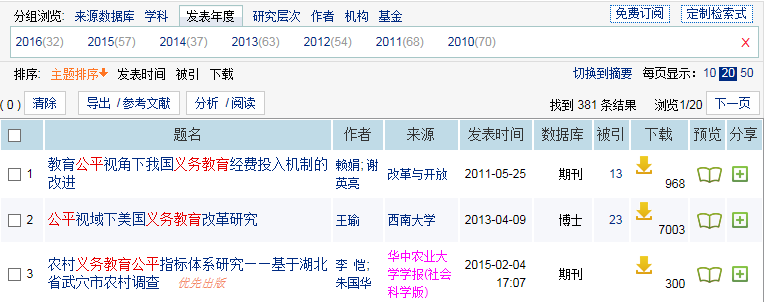 分组浏览: 来源数据库 学科 发表年度 研究层次 作者 机构 基金 免费订阅 定制检索式
2016(32) 2015(57) 2014(37) 2013(63) 2012(54) 2011(68) 2010(70) X
排序: 主题排序 发表时间 被引 下载 切换到摘要 每页显示: 10 20 50
( 0 ) 清除 导出 / 参考文献 分析 / 阅读 找到 381 条结果 浏览1/20 下一页
题名 作者 来源 发表时间 数据库 被引 下载 预览 分享
1 教育公平视角下我国义务教育经费投入机制的 赖娟; 谢 改革与开放 2011-05-25 期刊 13 968
改进 英亮
2 公平视域下美国义务教育改革研究 王瑜 西南大学 2013-04-09 博士 23 7003
3 农村义务教育公平指标体系研究——基于湖北 李 恺; 华中农业大 2015-02-04 期刊 300
省武穴市农村调查 优先出版 朱国华 学学报(社会 17:07
科学版)